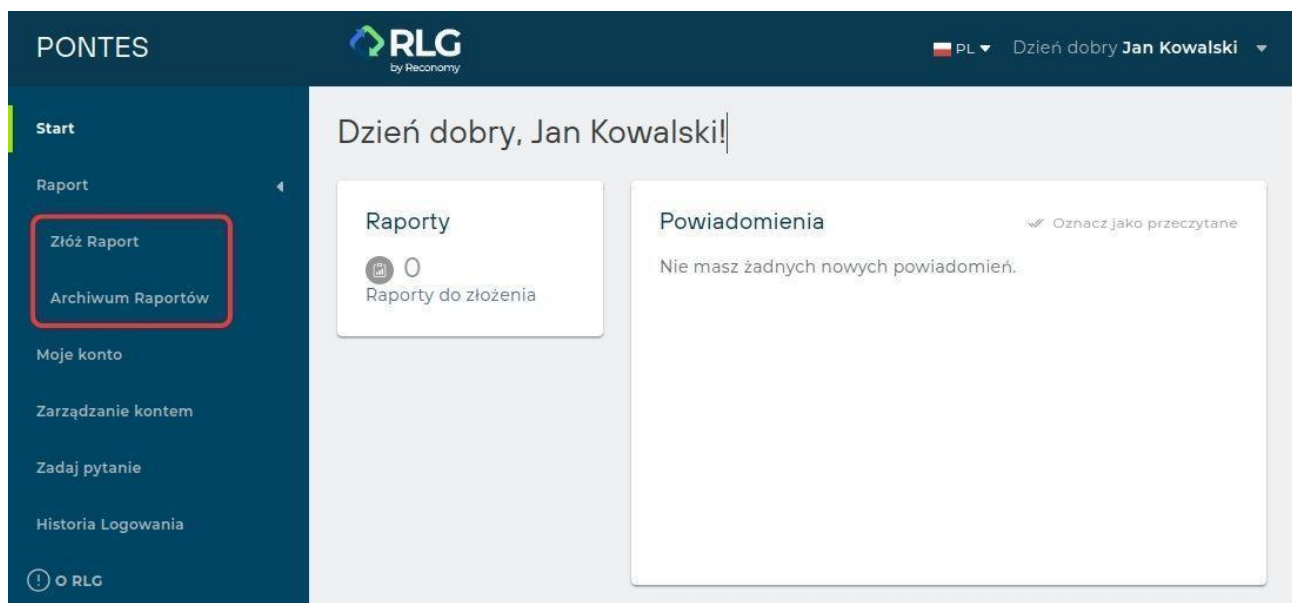 PONTES
RLG
by Reconomy
PL
Dzień dobry Jan Kowalski
Start
Raport
Złóż Raport
Archiwum Raportów
Moje konto
Zarządzanie kontem
Zadaj pytanie
Historia Logowania
O RLG
Dzień dobry, Jan Kowalski!
Raporty
0
Raporty do złożenia
Powiadomienia
Oznacz jako przeczytane
Nie masz żadnych nowych powiadomień.